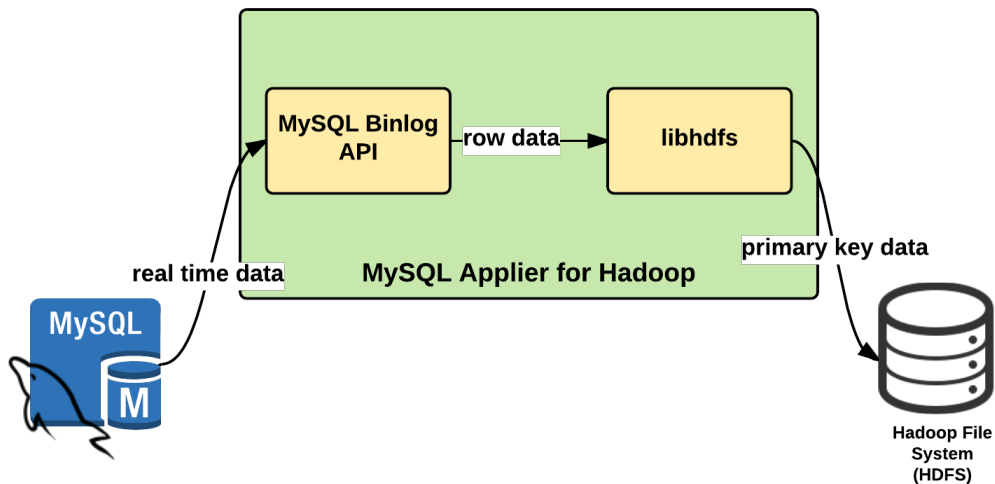 MySQL Binlog
API
row data
libhdfs
real time data
MySQL Applier for Hadoop
primary key data
MySQL
M
Hadoop File
System
(HDFS)